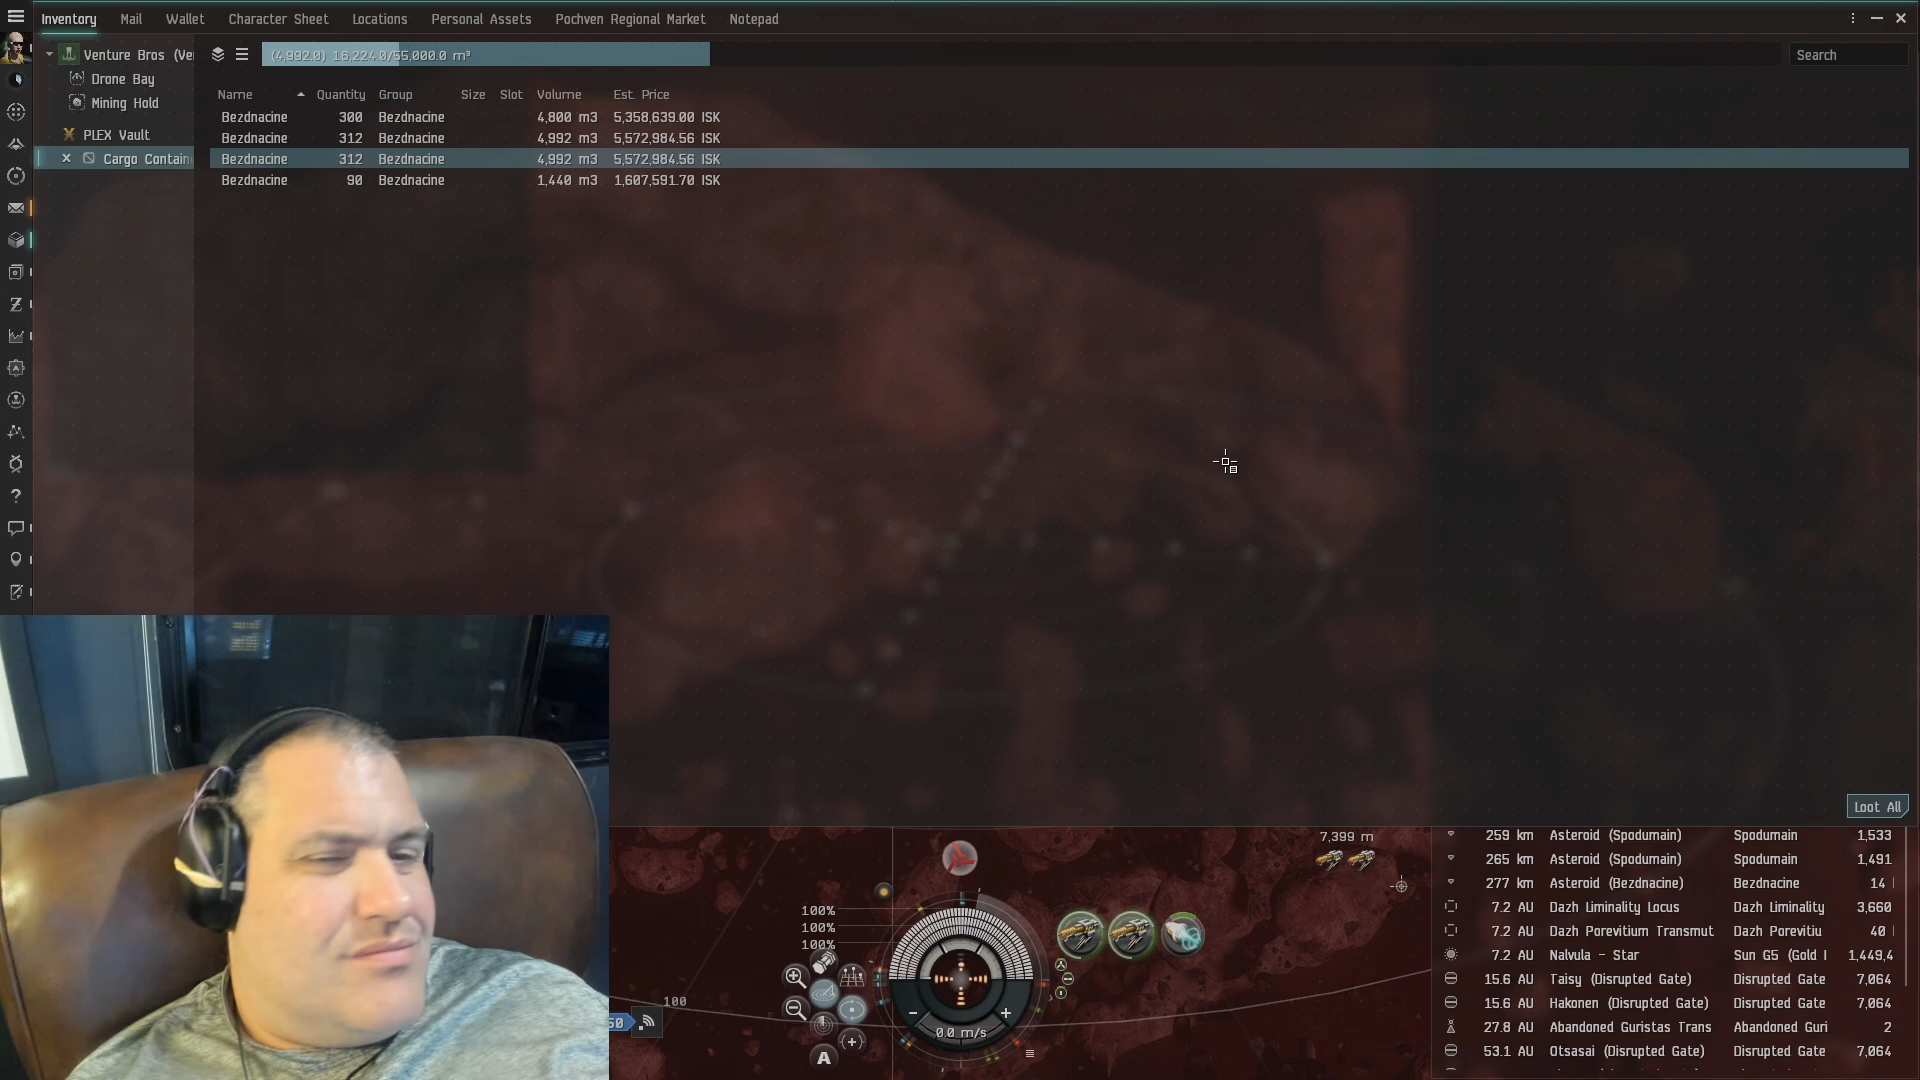 Inventory Mail Wallet Character Sheet Locations Personal Assets Pochven Regional Market Notepad
Venture Bros (Ve
Drone Bay
Mining Hold
PLEX Vault
Cargo Contain
(4,992.0) 16,224.0/55,000.0 m³
Search
Name Quantity Group Size Slot Volume Est. Price
Bezdnacine 300 Bezdnacine 4,800 m3 5,358,639.00 ISK
Bezdnacine 312 Bezdnacine 4,992 m3 5,572,984.56 ISK
Bezdnacine 312 Bezdnacine 4,992 m3 5,572,984.56 ISK
Bezdnacine 90 Bezdnacine 1,440 m3 1,607,591.70 ISK
Loot All
7,399 m
100%
100%
100%
0.0 m/s
A
100
50
259 km Asteroid (Spodumain) Spodumain 1,533
265 km Asteroid (Spodumain) Spodumain 1,491
277 km Asteroid (Bezdnacine) Bezdnacine 14
7.2 AU Dazh Liminality Locus Dazh Liminality 3,660
7.2 AU Dazh Porevitium Transmut Dazh Porevitiu 40
7.2 AU Nalvula - Star Sun G5 (Gold 1,449,4
15.6 AU Taisy (Disrupted Gate) Disrupted Gate 7,064
15.6 AU Hakonen (Disrupted Gate) Disrupted Gate 7,064
27.8 AU Abandoned Guristas Trans Abandoned Guri 2
53.1 AU Otsasai (Disrupted Gate) Disrupted Gate 7,064